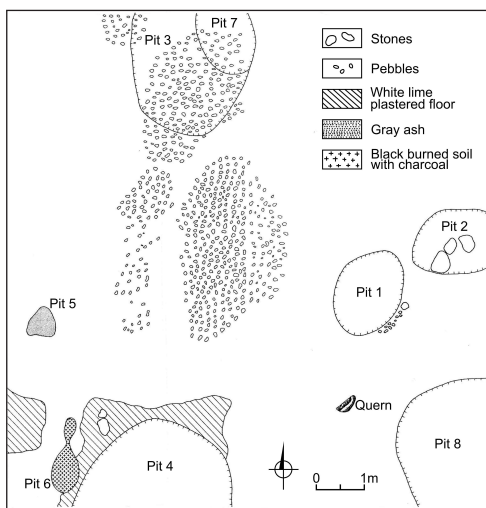 Pit 7
Pit 3
Stones
Pebbles
White lime
plastered floor
Gray ash
Black burned soil
with charcoal
Pit 2
Pit 1
Pit 5
Quern
Pit 4
Pit 8
Pit 6
0 1m